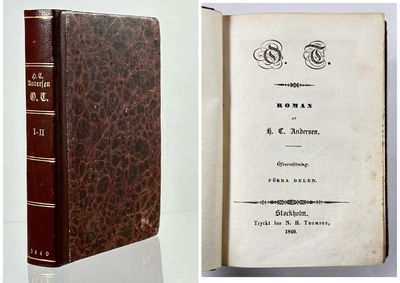 H. C.
Andersen
O. T.
I-II
1840
O. T.
ROMAN
AF
H. C. Andersen.
Öfversättning.
FÖRRA DELEN.
Stockholm,
Tryckt hos N. H. Thomson,
1840.